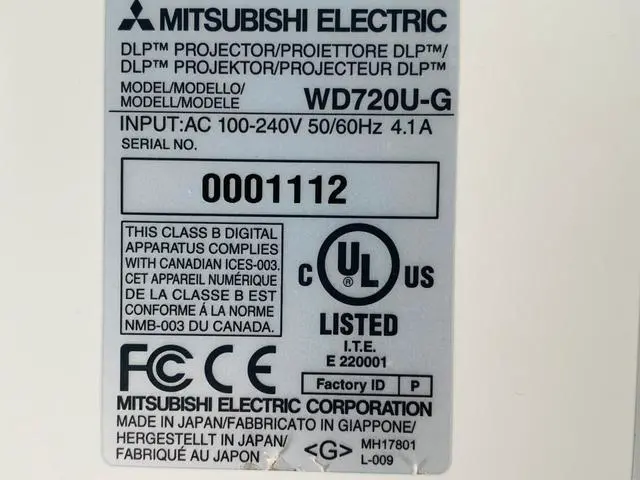 MITSUBISHI ELECTRIC
DLP™ PROJECTOR/PROIETTORE DLP™/
DLP™ PROJEKTOR/PROJECTEUR DLP™
MODEL/MODELLO/
MODELL/MODELE WD720U-G
INPUT:AC 100-240V 50/60Hz 4.1A
SERIAL NO.
0001112
THIS CLASS B DIGITAL
APPARATUS COMPLIES
WITH CANADIAN ICES-003.
CET APPAREIL NUMÉRIQUE
DE LA CLASSE B EST
CONFORME Á LA NORME
NMB-003 DU CANADA.
C UL ® US
LISTED
I.T.E.
E 220001
FC CE
Factory ID P
MITSUBISHI ELECTRIC CORPORATION
MADE IN JAPAN/FABBRICATO IN GIAPPONE/
HERGESTELLT IN JAPAN/
FABRIQUÉ AU JAPON
<G>
MH17801
L-009